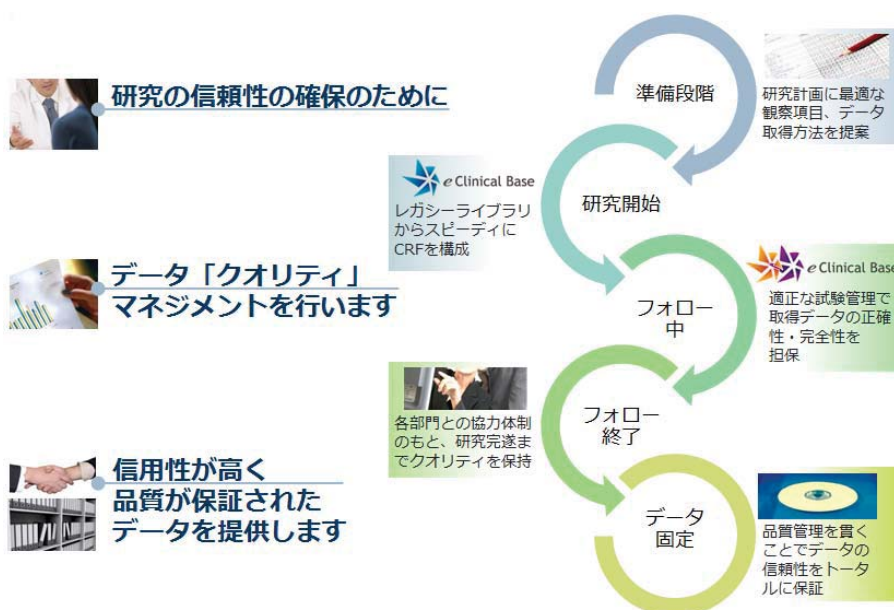 研究の信頼性の確保のために
データ「クオリティ」
マネジメントを行います
信用性が高く
品質が保証された
データを提供します
準備段階
研究計画に最適な
観察項目、データ
取得方法を提案
研究開始
e Clinical Base
レガシーライブラリ
からスピーディに
CRFを構成
フォロー
中
e Clinical Base
適正な試験管理で
取得データの正確
性・完全性を
担保
フォロー
終了
各部門との協力体制
のもと、研究完遂ま
でクオリティを保持
データ
固定
品質管理を貫く
ことでデータの
信頼性をトータ
ルに保証